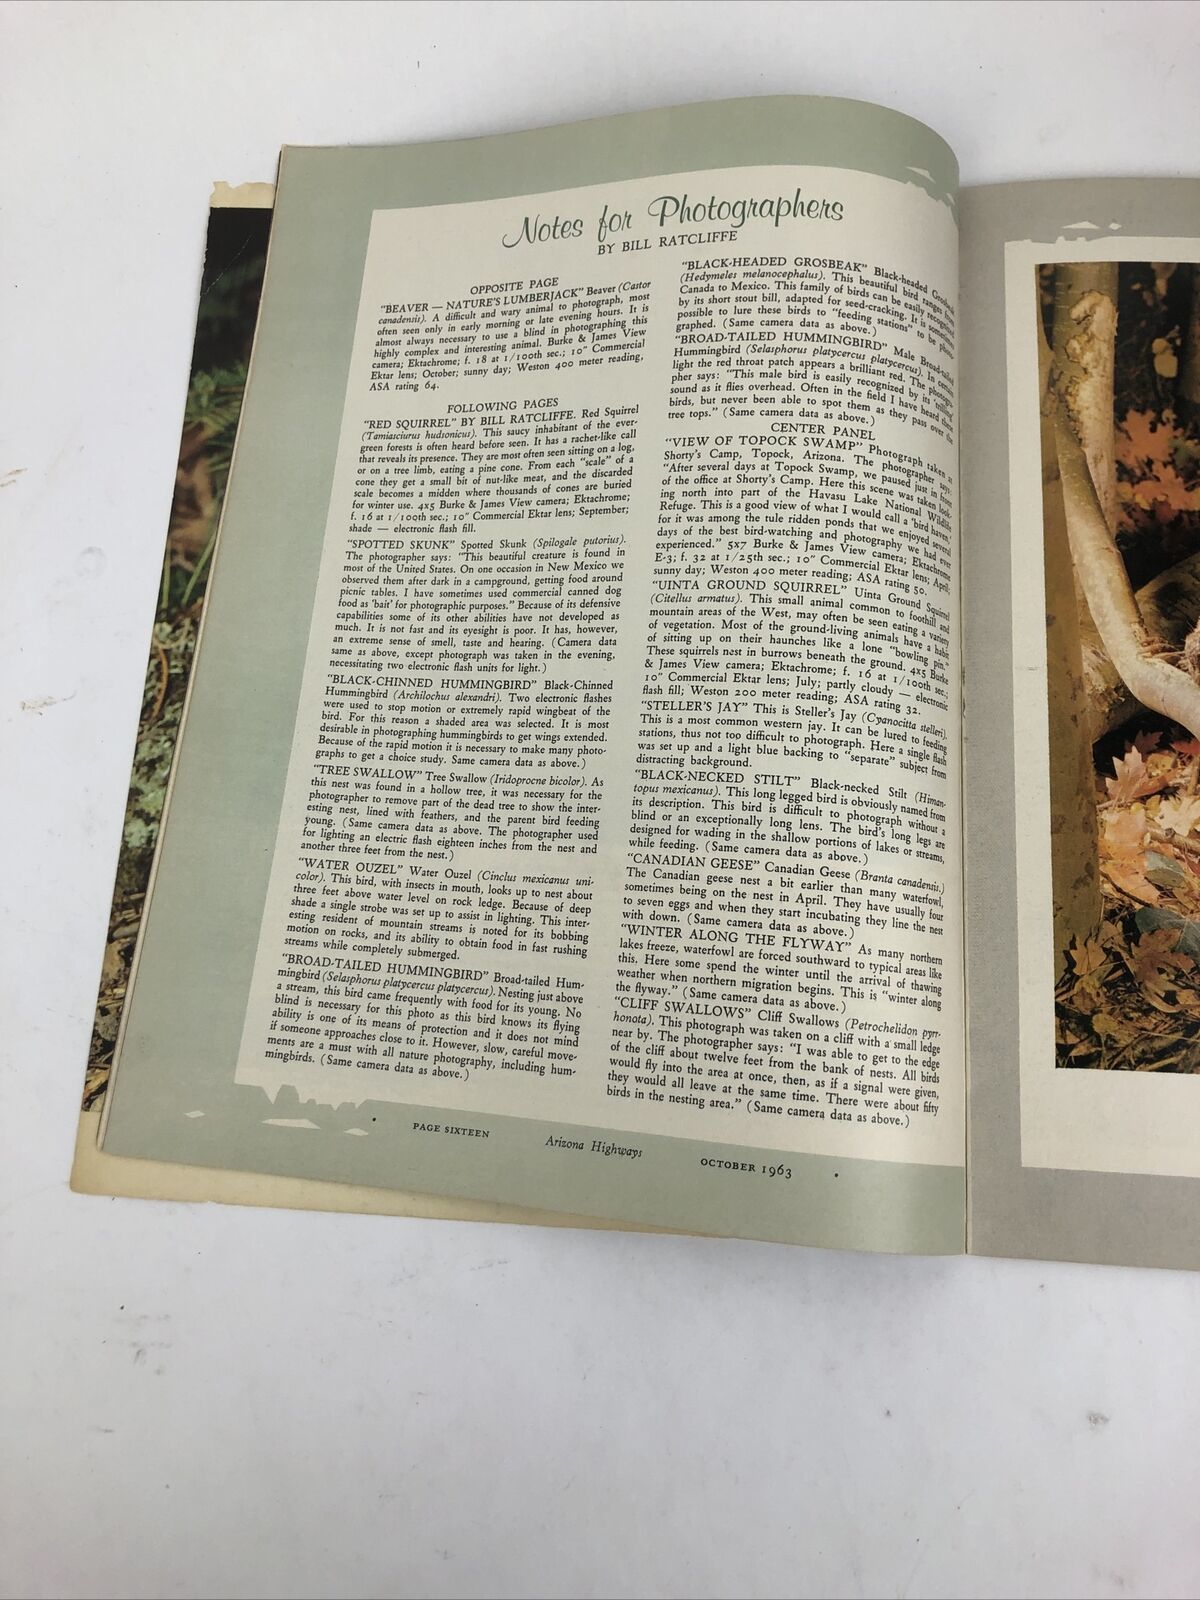 Notes for Photographers
BY BILL RATCLIFFE
OPPOSITE PAGE
"BEAVER — NATURE'S LUMBERJACK" Beaver (Castor
canadensis). A difficult and wary animal to photograph, most
often seen only in early morning or late evening hours. It is
almost always necessary to use a blind in photographing this
highly complex and interesting animal. Burke & James View
camera; Ektachrome; f. 18 at 1/100th sec.; 10" Commercial
Ektar lens; October; sunny day; Weston 400 meter reading,
ASA rating 64.
FOLLOWING PAGES
"RED SQUIRREL" BY BILL RATCLIFFE. Red Squirrel
(Tamiasciurus hudsonicus). This saucy inhabitant of the ever-
green forests is often heard before seen. It has a rachet-like call
that reveals its presence. They are most often seen sitting on a log,
or on a tree limb, eating a pine cone. From each "scale" of a
cone they get a small bit of nut-like meat, and the discarded
scale becomes a midden where thousands of cones are buried
for winter use. 4x5 Burke & James View camera; Ektachrome;
f. 16 at 1/100th sec.; 10" Commercial Ektar lens; September;
shade — electronic flash fill.
"SPOTTED SKUNK" Spotted Skunk (Spilogale putorius).
The photographer says: "This beautiful creature is found in
most of the United States. On one occasion in New Mexico we
observed them after dark in a campground, getting food around
picnic tables. I have sometimes used commercial canned dog
food as 'bait' for photographic purposes." Because of its defensive
capabilities some of its other abilities have not developed as
much. It is not fast and its eyesight is poor. It has, however,
an extreme sense of smell, taste and hearing. (Camera data
same as above, except photograph was taken in the evening,
necessitating two electronic flash units for light.)
"BLACK-CHINNED HUMMINGBIRD" Black-Chinned
Hummingbird (Archilochus alexandri). Two electronic flashes
were used to stop motion or extremely rapid wingbeat of the
bird. For this reason a shaded area was selected. It is most
desirable in photographing hummingbirds to get wings extended.
Because of the rapid motion it is necessary to make many photo-
graphs to get a choice study. Same camera data as above.)
"TREE SWALLOW" Tree Swallow (Iridoprocne bicolor). As
this nest was found in a hollow tree, it was necessary for the
photographer to remove part of the dead tree to show the inter-
esting nest, lined with feathers, and the parent bird feeding
young. (Same camera data as above. The photographer used
for lighting an electric flash eighteen inches from the nest and
another three feet from the nest.)
"WATER OUZEL" Water Ouzel (Cinclus mexicanus uni-
color). This bird, with insects in mouth, looks up to nest about
three feet above water level on rock ledge. Because of deep
shade a single strobe was set up to assist in lighting. This inter-
esting resident of mountain streams is noted for its bobbing
motion on rocks, and its ability to obtain food in fast rushing
streams while completely submerged.
"BROAD-TAILED HUMMINGBIRD" Broad-tailed Hum-
mingbird (Selasphorus platycercus platycercus). Nesting just above
a stream, this bird came frequently with food for its young. No
blind is necessary for this photo as this bird knows its flying
ability is one of its means of protection and it does not mind
if someone approaches close to it. However, slow, careful move-
ments are a must with all nature photography, including hum-
mingbirds. (Same camera data as above.)
"BLACK-HEADED GROSBEAK" Black-headed Grosbeak
(Hedymeles melanocephalus). This beautiful bird ranges from
Canada to Mexico. This family of birds can be easily recognized
by its short stout bill, adapted for seed-cracking. It is sometimes
possible to lure these birds to "feeding stations" to be photo-
graphed. (Same camera data as above.)
"BROAD-TAILED HUMMINGBIRD" Male Broad-tailed
Hummingbird (Selasphorus platycercus platycercus). In certain
light the red throat patch appears a brilliant red. The photogra-
pher says: "This male bird is easily recognized by its 'trilling'
sound as it flies overhead. Often in the field I have heard these
birds, but never been able to spot them as they pass over the
tree tops." (Same camera data as above.)
CENTER PANEL
"VIEW OF TOPOCK SWAMP" Photograph taken at
Shorty's Camp, Topock, Arizona. The photographer says:
"After several days at Topock Swamp, we paused just in front
of the office at Shorty's Camp. Here this scene was taken look-
ing north into part of the Havasu Lake National Wildlife
Refuge. This is a good view of what I would call a 'bird haven,'
for it was among the tule ridden ponds that we enjoyed several
days of the best bird-watching and photography we had ever
experienced." 5x7 Burke & James View camera; Ektachrome
E-3; f. 32 at 1/25th sec.; 10" Commercial Ektar lens; April;
sunny day; Weston 400 meter reading; ASA rating 50.
"UINTA GROUND SQUIRREL" Uinta Ground Squirrel
(Citellus armatus). This small animal common to foothill and
mountain areas of the West, may often be seen eating a variety
of vegetation. Most of the ground-living animals have a habit
of sitting up on their haunches like a lone "bowling pin."
These squirrels nest in burrows beneath the ground. 4x5 Burke
& James View camera; Ektachrome; f. 16 at 1/100th sec.;
10" Commercial Ektar lens; July; partly cloudy — electronic
flash fill; Weston 200 meter reading; ASA rating 32.
"STELLER'S JAY" This is Steller's Jay (Cyanocitta stelleri).
This is a most common western jay. It can be lured to feeding
stations, thus not too difficult to photograph. Here a single flash
was set up and a light blue backing to "separate" subject from
distracting background.
"BLACK-NECKED STILT" Black-necked Stilt (Himan-
topus mexicanus). This long legged bird is obviously named from
its description. This bird is difficult to photograph without a
blind or an exceptionally long lens. The bird's long legs are
designed for wading in the shallow portions of lakes or streams,
while feeding. (Same camera data as above.)
"CANADIAN GEESE" Canadian Geese (Branta canadensis.)
The Canadian geese nest a bit earlier than many waterfowl,
sometimes being on the nest in April. They have usually four
to seven eggs and when they start incubating they line the nest
with down. (Same camera data as above.)
"WINTER ALONG THE FLYWAY" As many northern
lakes freeze, waterfowl are forced southward to typical areas like
this. Here some spend the winter until the arrival of thawing
weather when northern migration begins. This is "winter along
the flyway." (Same camera data as above.)
"CLIFF SWALLOWS" Cliff Swallows (Petrochelidon pyrr-
honota). This photograph was taken on a cliff with a small ledge
near by. The photographer says: "I was able to get to the edge
of the cliff about twelve feet from the bank of nests. All birds
would fly into the area at once, then, as if a signal were given,
they would all leave at the same time. There were about fifty
birds in the nesting area." (Same camera data as above.)
PAGE SIXTEEN
Arizona Highways
OCTOBER 1963